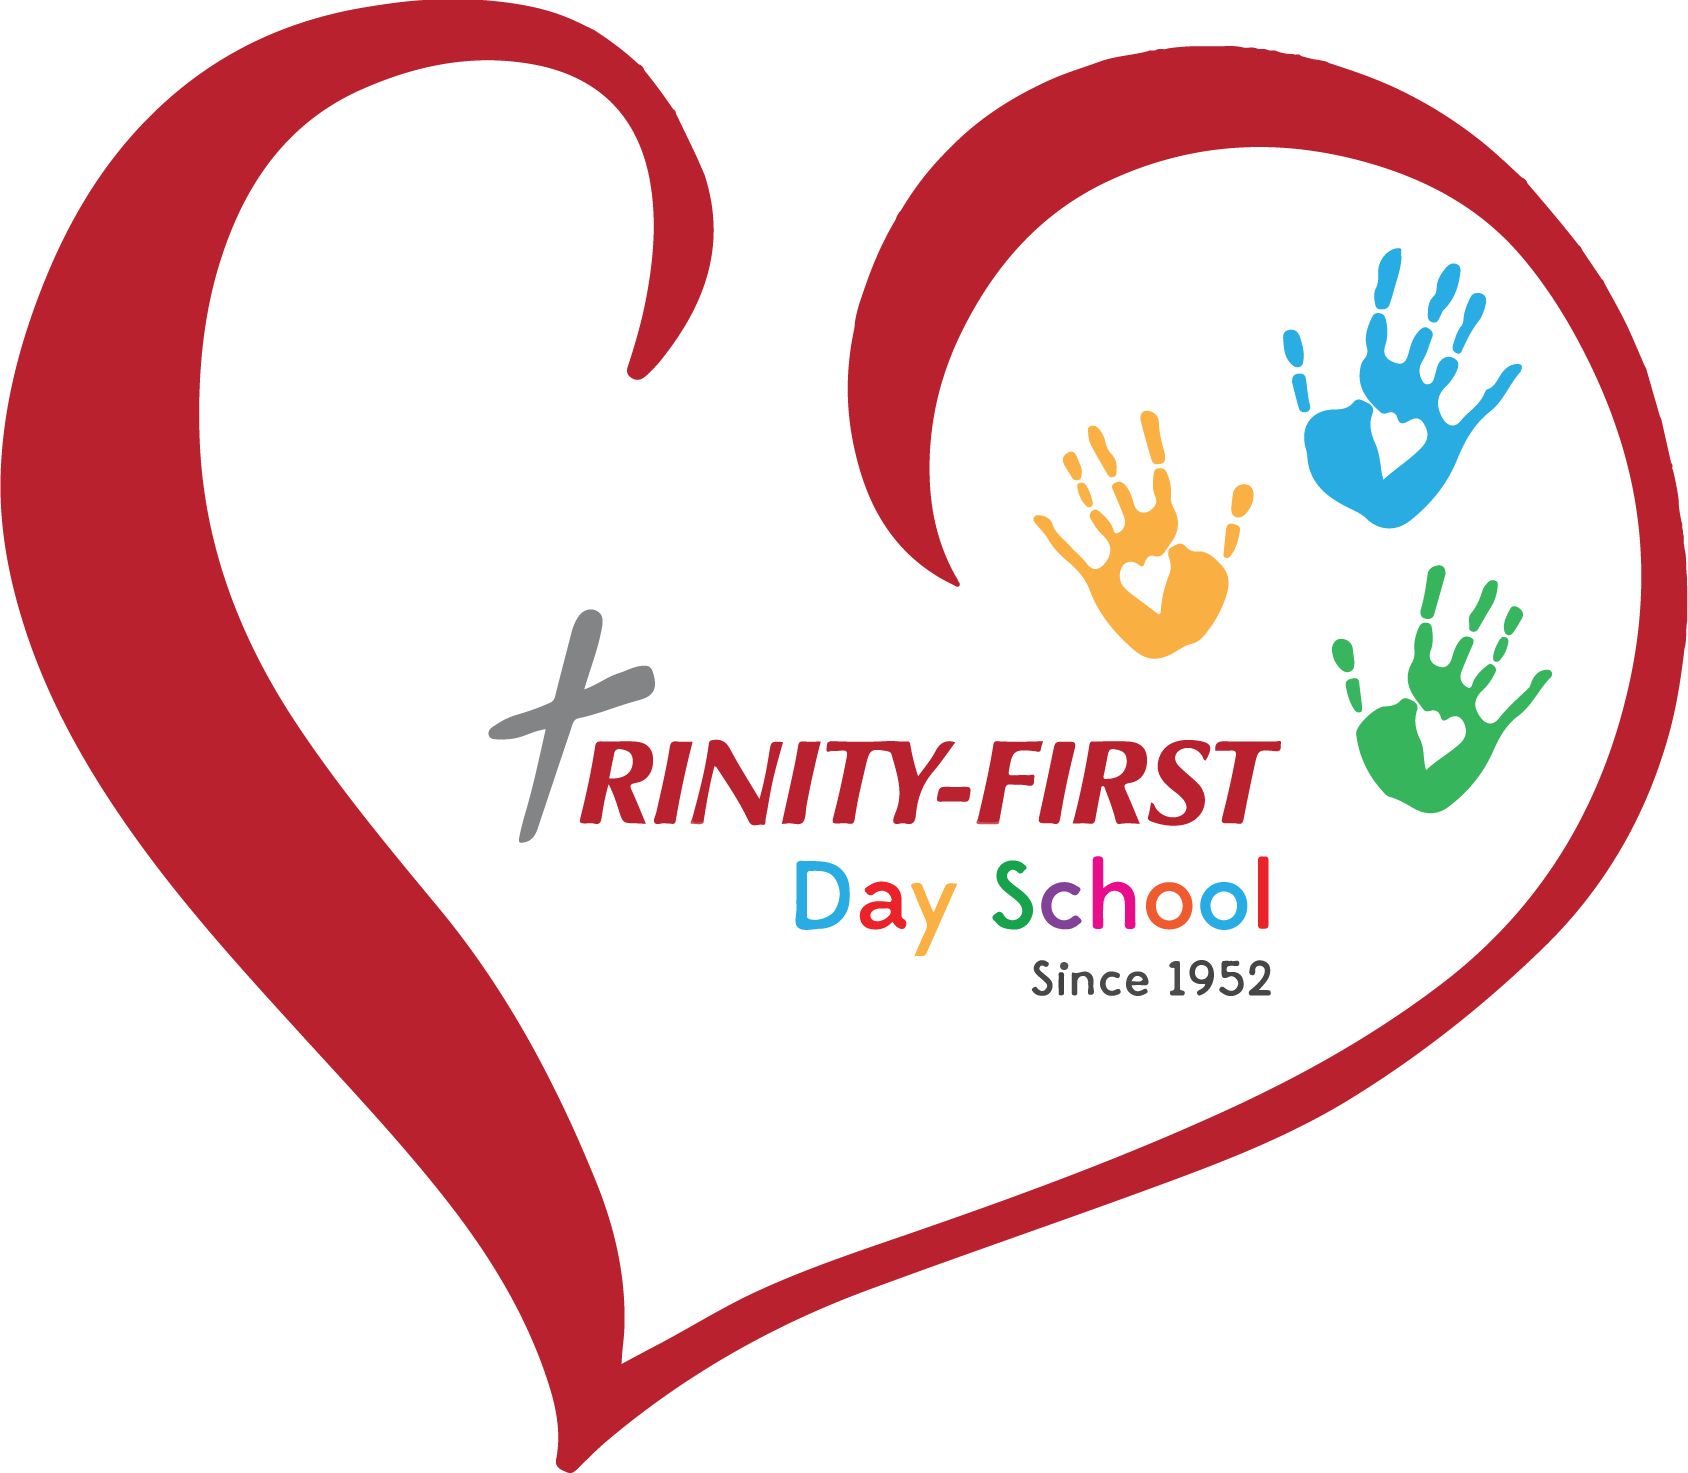 TRINITY-FIRST
Day School
Since 1952